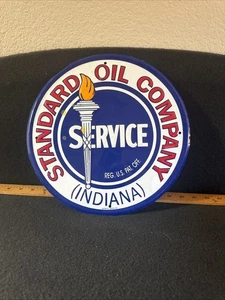 STANDARD OIL COMPANY
SERVICE
REG. U.S. PAT. OFF.
(INDIANA)